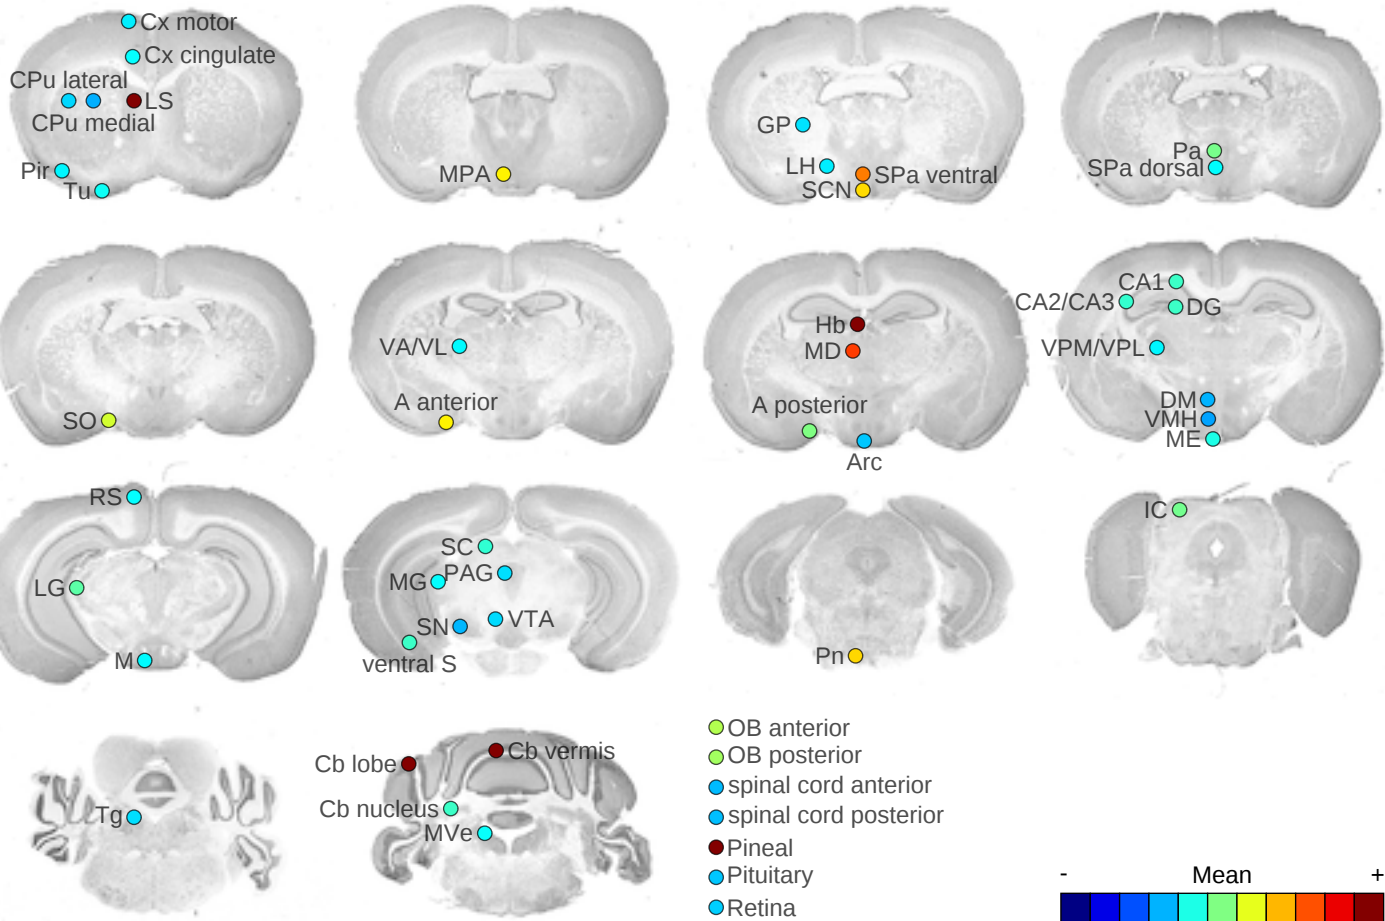 Cx motor
Cx cingulate
CPu lateral
LS
CPu medial
Pir
Tu
MPA
GP
LH
SPa ventral
SCN
Pa
SPa dorsal
SO
VA/VL
A anterior
Hb
MD
A posterior
Arc
CA1
CA2/CA3
DG
VPM/VPL
DM
VMH
ME
RS
LG
M
SC
MG
PAG
SN
VTA
ventral S
Pn
IC
Tg
Cb lobe
Cb vermis
Cb nucleus
MVe
OB anterior
OB posterior
spinal cord anterior
spinal cord posterior
Pineal
Pituitary
Retina
- Mean +